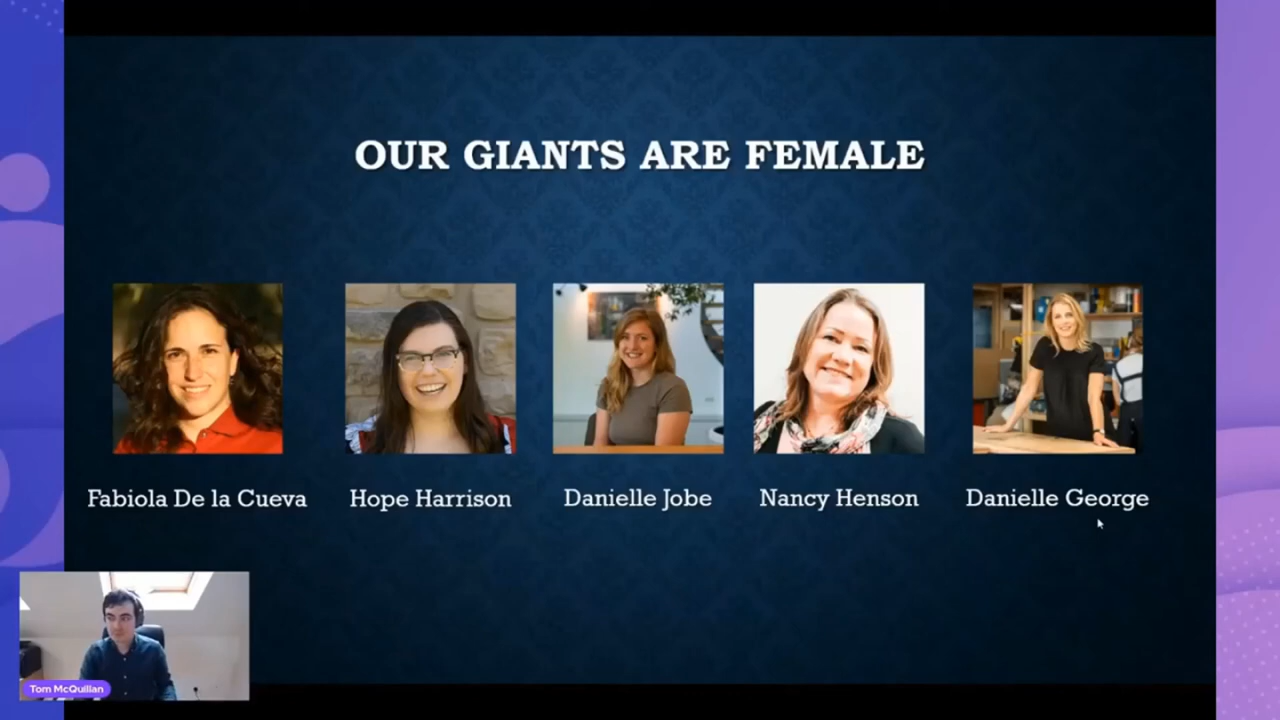 OUR GIANTS ARE FEMALE
Fabiola De la Cueva
Hope Harrison
Danielle Jobe
Nancy Henson
Danielle George
Tom McQuillan